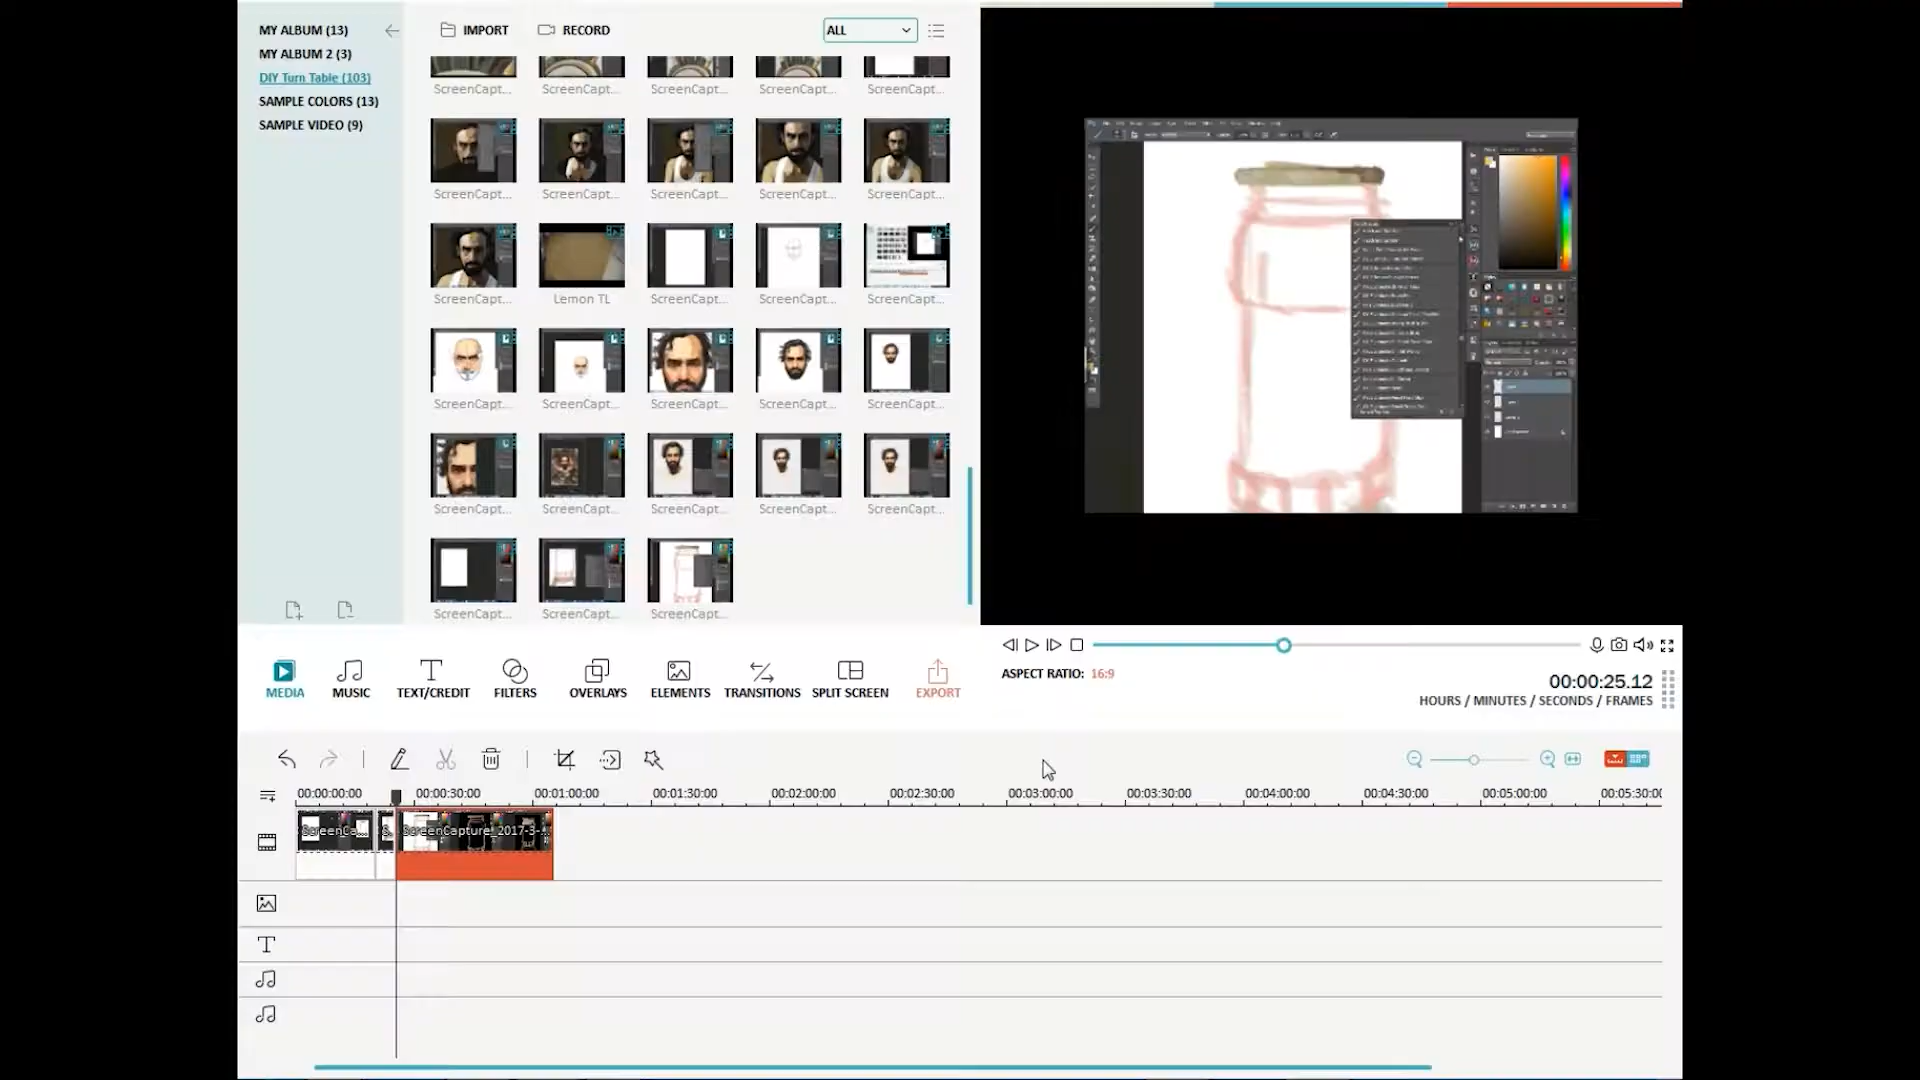 MY ALBUM (13)
MY ALBUM 2 (3)
DIY Turn Table (103)
SAMPLE COLORS (13)
SAMPLE VIDEO (9)
IMPORT
RECORD
ALL
ScreenCapt... ScreenCapt... ScreenCapt... ScreenCapt... ScreenCapt...
ScreenCapt... ScreenCapt... ScreenCapt... ScreenCapt... ScreenCapt...
ScreenCapt... Lemon TL ScreenCapt... ScreenCapt... ScreenCapt...
ScreenCapt... ScreenCapt... ScreenCapt... ScreenCapt... ScreenCapt...
ScreenCapt... ScreenCapt... ScreenCapt... ScreenCapt... ScreenCapt...
ScreenCapt... ScreenCapt... ScreenCapt...
MEDIA MUSIC TEXT/CREDIT FILTERS OVERLAYS ELEMENTS TRANSITIONS SPLIT SCREEN EXPORT
ASPECT RATIO: 16:9
00:00:25.12
HOURS / MINUTES / SECONDS / FRAMES
00:00:00:00 00:00:30:00 00:01:00:00 00:01:30:00 00:02:00:00 00:02:30:00 00:03:00:00 00:03:30:00 00:04:00:00 00:04:30:00 00:05:00:00 00:05:30:0
ScreenCa... S... ScreenCapture_2017-3-...